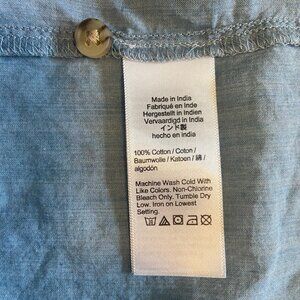 Made in India
Fabriqué en Inde
Hergestellt in Indien
Vervaardigd in India
インド製
hecho en india
100% Cotton / Coton /
Baumwolle / Katoen / 綿 /
algodón
Machine Wash Cold With
Like Colors. Non-Chlorine
Bleach Only. Tumble Dry
Low. Iron on Lowest
Setting.